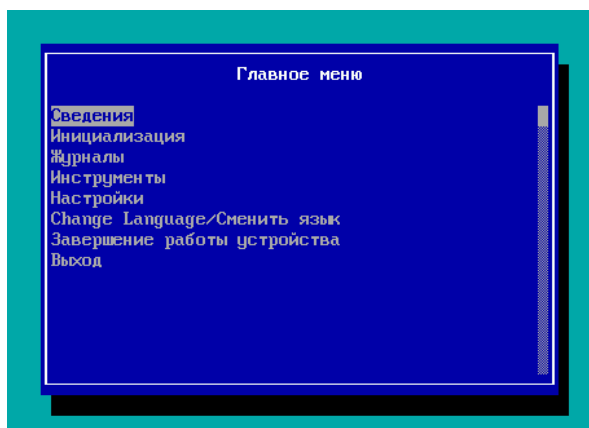 Главное меню
Сведения
Инициализация
Журналы
Инструменты
Настройки
Change Language/Сменить язык
Завершение работы устройства
Выход